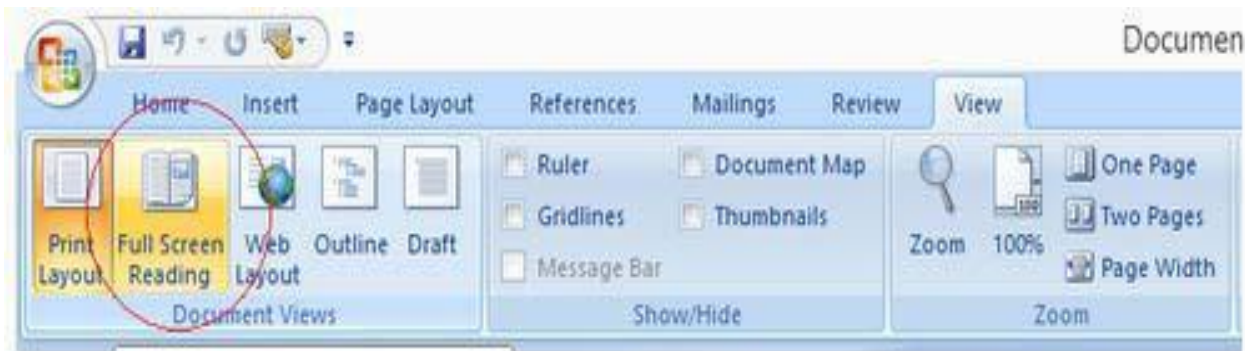 Documen
Home Insert Page Layout References Mailings Review View
Print Layout
Full Screen Reading
Web Layout
Outline
Draft
Document Views
Ruler
Gridlines
Message Bar
Document Map
Thumbnails
Show/Hide
Zoom
100%
One Page
Two Pages
Page Width
Zoom